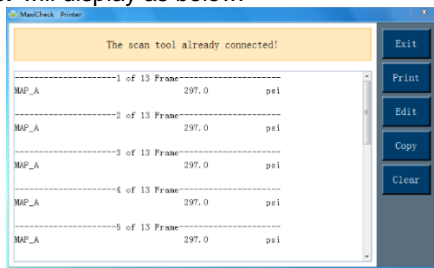 will display as below:
MaxiCheck Printer
x
The scan tool already connected!
Exit
Print
Edit
Copy
Clear
--------------------1 of 13 Frame--------------------
MAP_A 297.0 psi
--------------------2 of 13 Frame--------------------
MAP_A 297.0 psi
--------------------3 of 13 Frame--------------------
MAP_A 297.0 psi
--------------------4 of 13 Frame--------------------
MAP_A 297.0 psi
--------------------5 of 13 Frame--------------------
MAP_A 297.0 psi